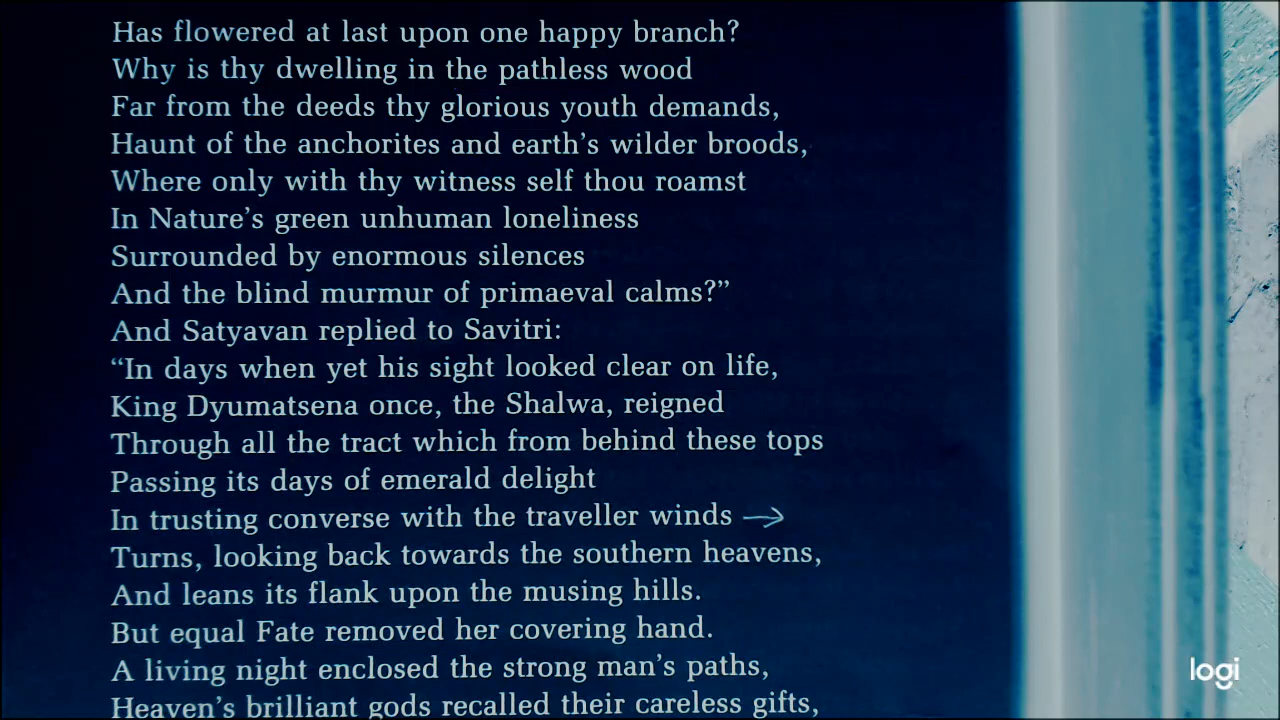 Has flowered at last upon one happy branch?
Why is thy dwelling in the pathless wood
Far from the deeds thy glorious youth demands,
Haunt of the anchorites and earth's wilder broods,
Where only with thy witness self thou roamst
In Nature's green unhuman loneliness
Surrounded by enormous silences
And the blind murmur of primaeval calms?”
And Satyavan replied to Savitri:
“In days when yet his sight looked clear on life,
King Dyumatsena once, the Shalwa, reigned
Through all the tract which from behind these tops
Passing its days of emerald delight
In trusting converse with the traveller winds →
Turns, looking back towards the southern heavens,
And leans its flank upon the musing hills.
But equal Fate removed her covering hand.
A living night enclosed the strong man's paths,
Heaven's brilliant gods recalled their careless gifts,
logi